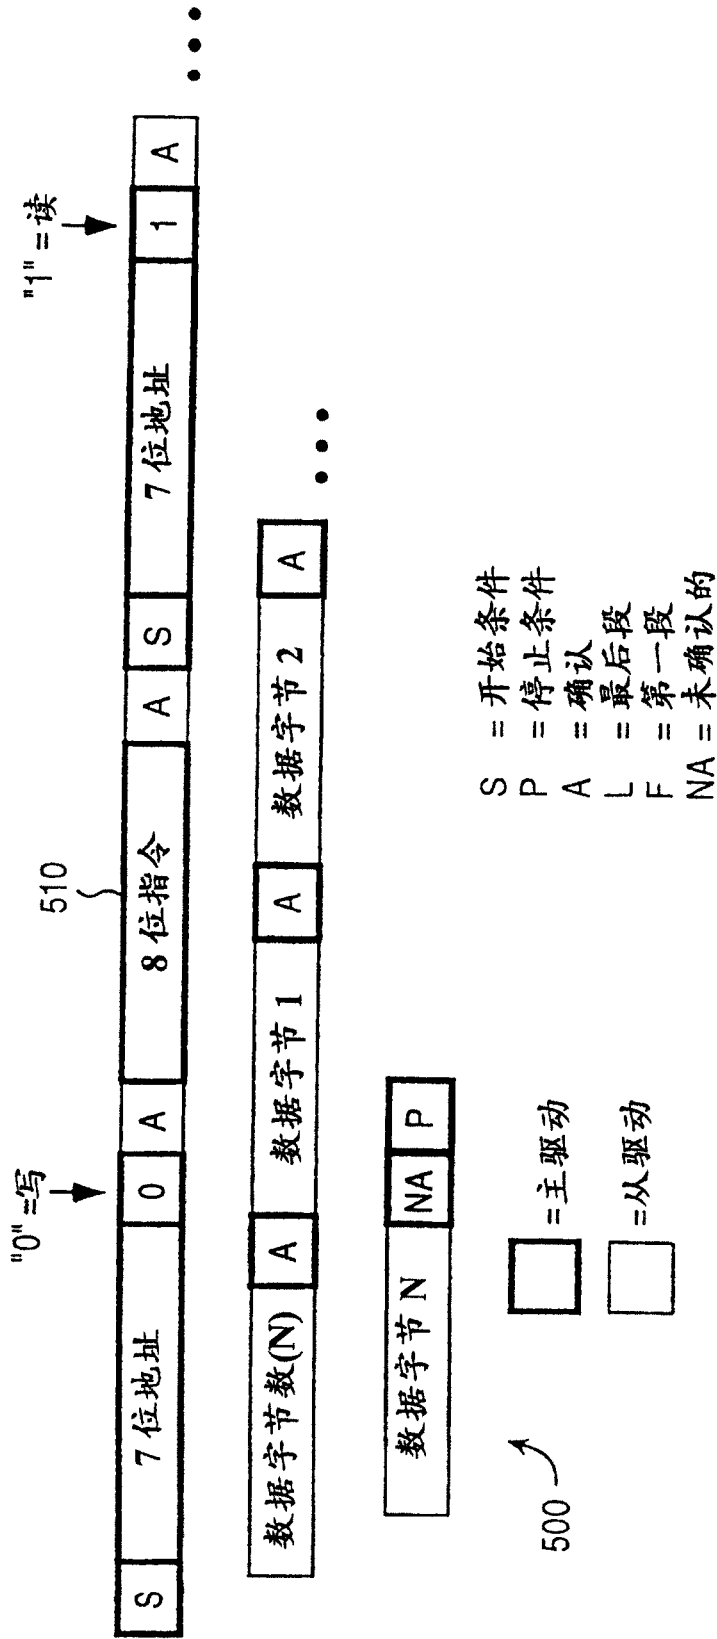 "0"=写
510
"1"=读
S 7位地址 0 A 8位指令 A S 7位地址 1 A •••
数据字节数(N) A 数据字节1 A 数据字节2 A •••
数据字节N NA P
500
=主驱动
=从驱动
S =开始条件
P =停止条件
A =确认
L =最后段
F =第一段
NA =未确认的